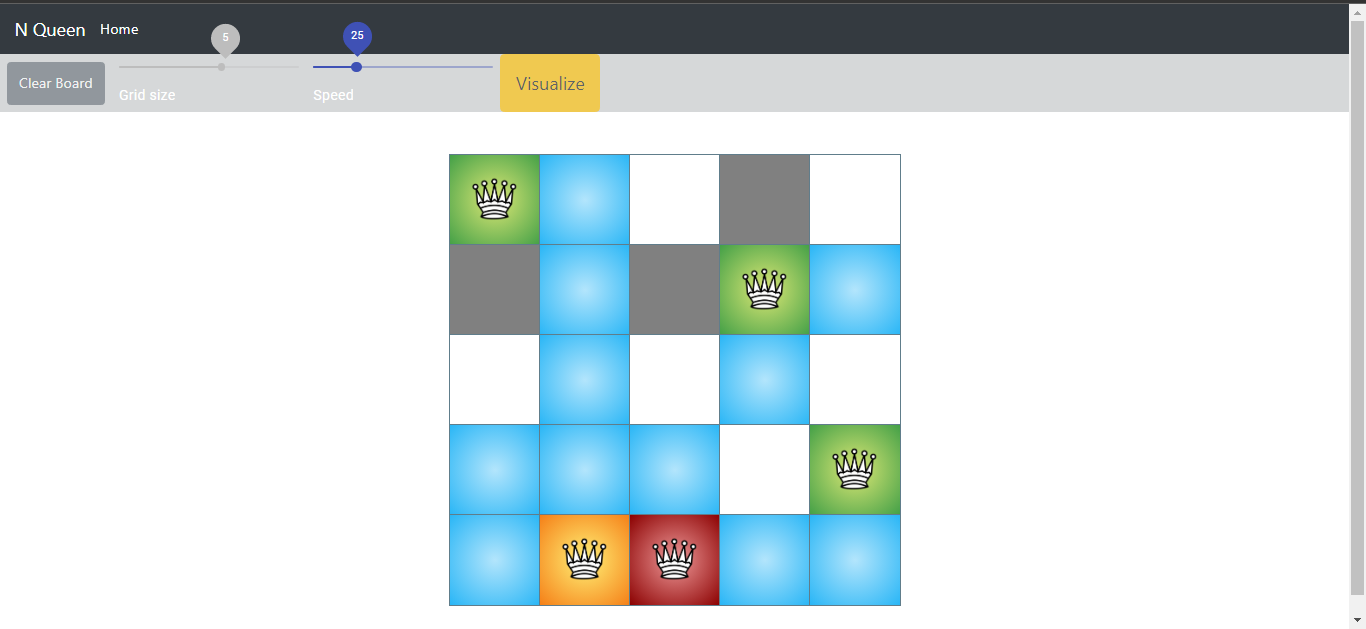 N Queen Home
5
25
Clear Board
Grid size
Speed
Visualize